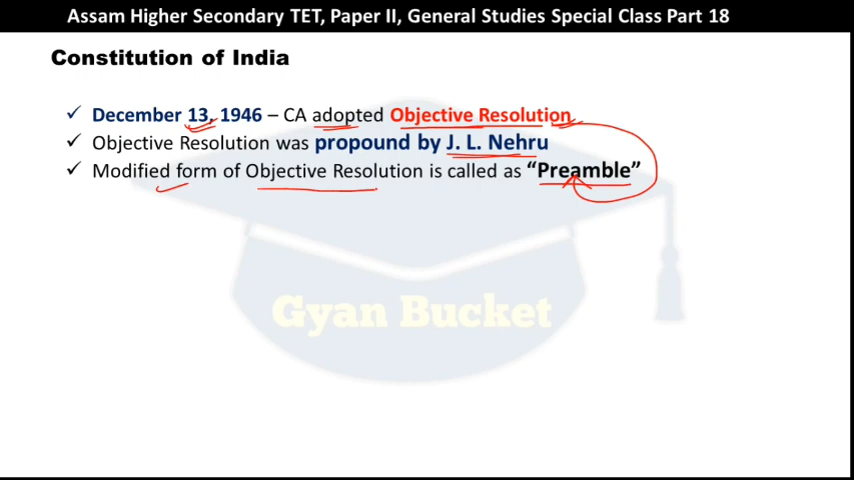 Assam Higher Secondary TET, Paper II, General Studies Special Class Part 18
Constitution of India
✓ December 13, 1946 – CA adopted Objective Resolution
✓ Objective Resolution was propound by J. L. Nehru
✓ Modified form of Objective Resolution is called as “Preamble”
Gyan Bucket